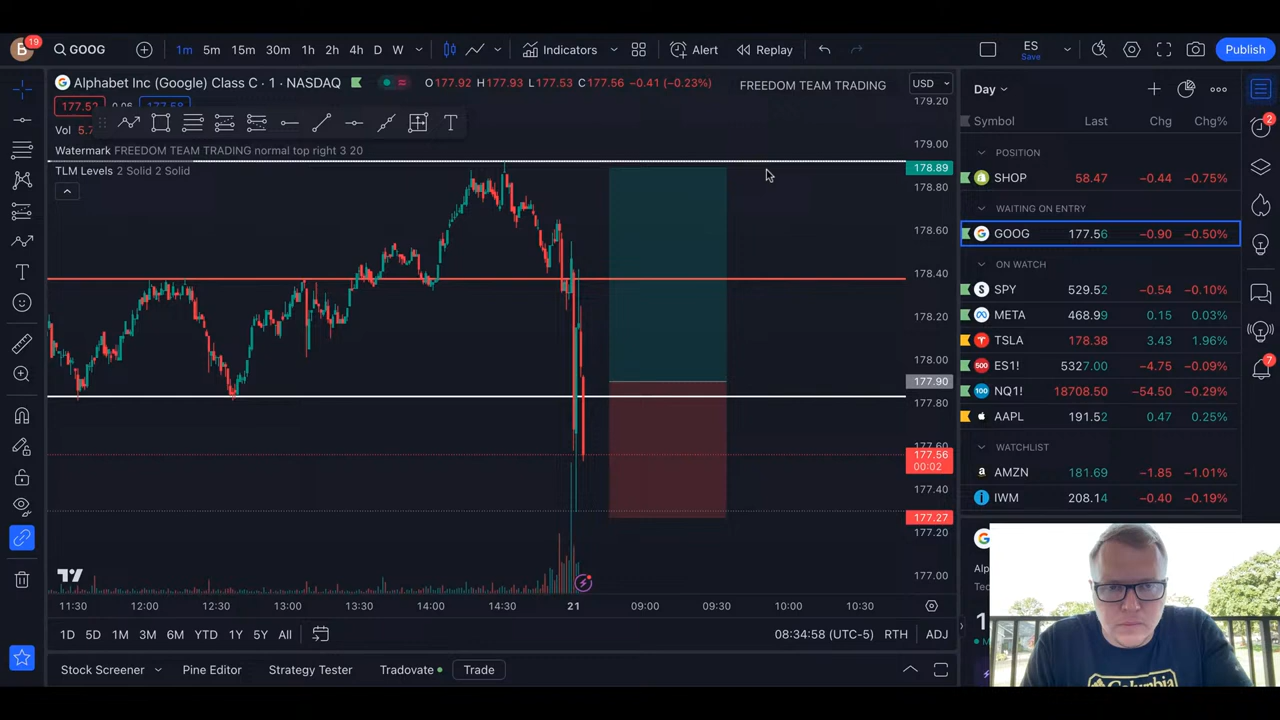 B 19 GOOG 1m 5m 15m 30m 1h 2h 4h D W Indicators Alert Replay ES Save Publish
Alphabet Inc (Google) Class C · 1 · NASDAQ O177.92 H177.93 L177.53 C177.56 −0.41 (−0.23%)
FREEDOM TEAM TRADING
USD
177.52 0.06 177.58
Vol
Watermark FREEDOM TEAM TRADING normal top right 3 20
TLM Levels 2 Solid 2 Solid
179.20
179.00
178.89
178.80
178.60
178.40
178.20
178.00
177.90
177.80
177.60
177.56
00:02
177.40
177.27
177.20
177.00
11:30 12:00 12:30 13:00 13:30 14:00 14:30 21 09:00 09:30 10:00 10:30
1D 5D 1M 3M 6M YTD 1Y 5Y All 08:34:58 (UTC-5) RTH ADJ
Stock Screener Pine Editor Strategy Tester Tradovate Trade
Day
Symbol Last Chg Chg%
POSITION
SHOP 58.47 −0.44 −0.75%
WAITING ON ENTRY
GOOG 177.56 −0.90 −0.50%
ON WATCH
SPY 529.52 −0.54 −0.10%
META 468.99 0.15 0.03%
TSLA 178.38 3.43 1.96%
ES1! 5327.00 −4.75 −0.09%
NQ1! 18708.50 −54.50 −0.29%
AAPL 191.52 0.47 0.25%
WATCHLIST
AMZN 181.69 −1.85 −1.01%
IWM 208.14 −0.40 −0.19%
2
7
Columbia